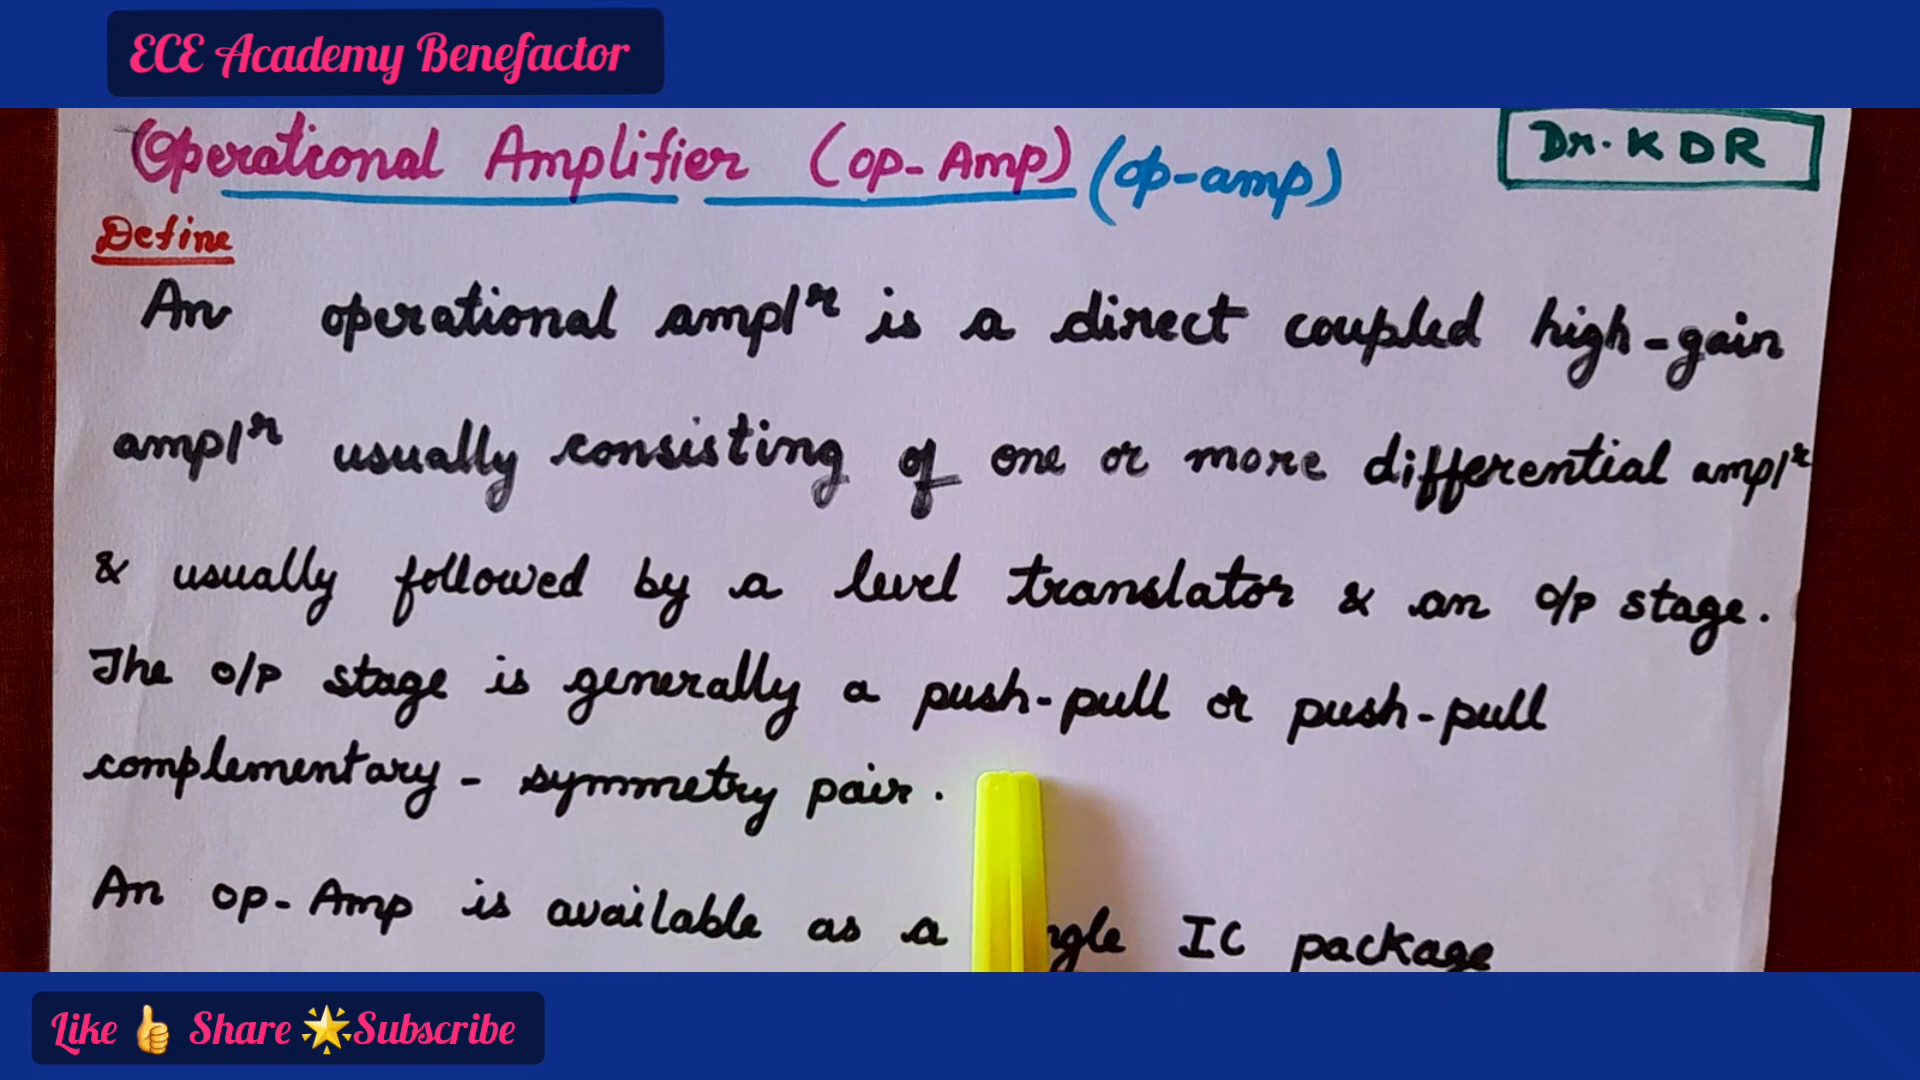 ECE Academy Benefactor
Operational Amplifier (OP-Amp) (op-amp)
Dr. KDR
Define
An operational ampl^r is a direct coupled high-gain
ampl^r usually consisting of one or more differential ampl^r
& usually followed by a level translator & an o/p stage.
The o/p stage is generally a push-pull or push-pull
complementary - symmetry pair.
An OP-Amp is available as a ngle IC package
Like 👍 Share 🌟Subscribe